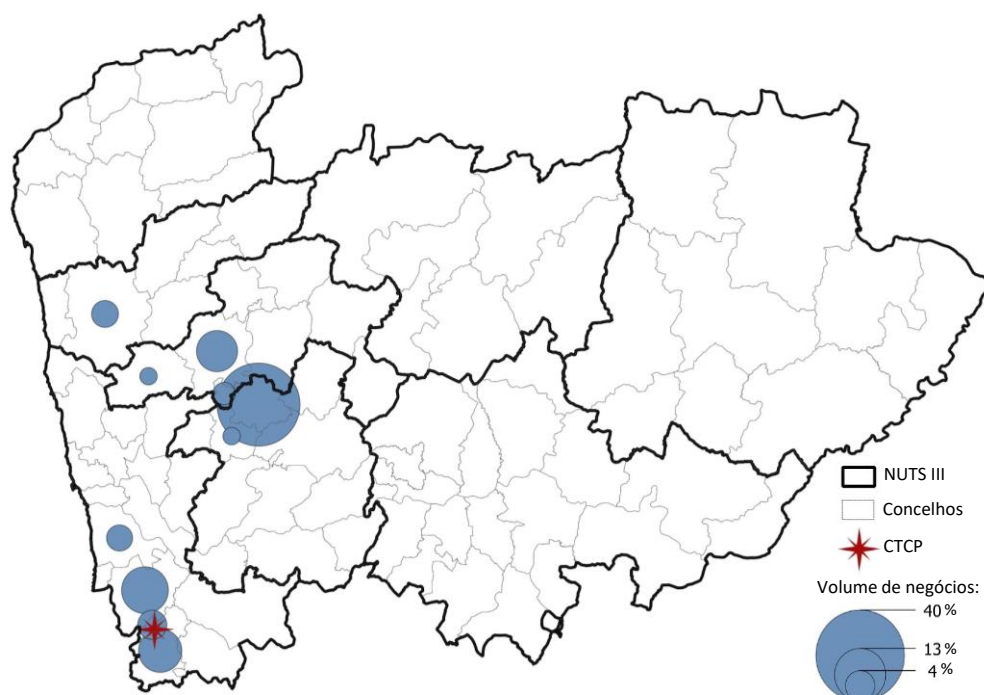 NUTS III
Concelhos
CTCP
Volume de negócios:
40 %
13 %
4 %